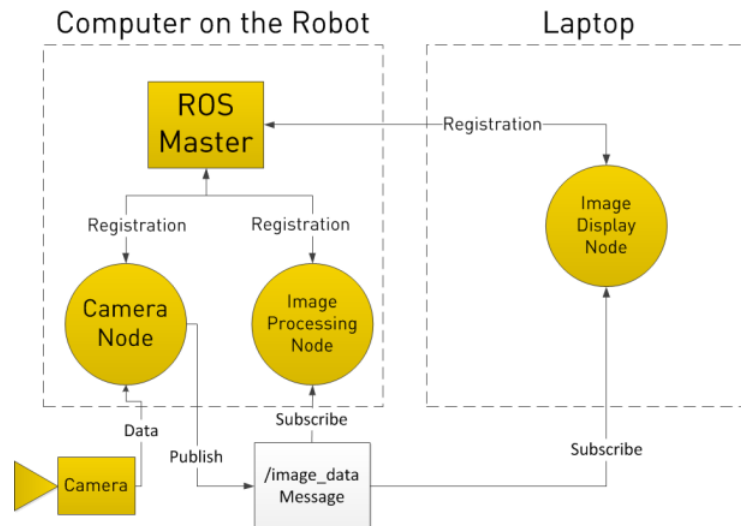 Computer on the Robot
Laptop
ROS
Master
Registration
Registration
Registration
Image
Display
Node
Camera
Node
Image
Processing
Node
Data
Publish
Subscribe
Subscribe
Camera
/image_data
Message